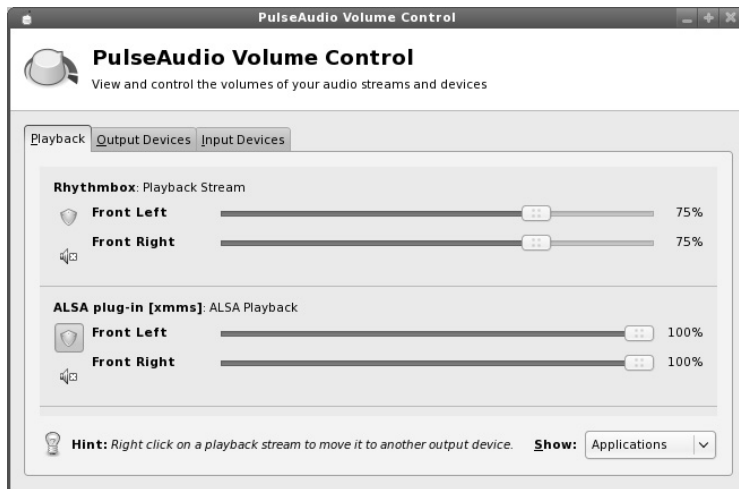 PulseAudio Volume Control
PulseAudio Volume Control
View and control the volumes of your audio streams and devices
Playback Output Devices Input Devices
Rhythmbox: Playback Stream
Front Left 75%
Front Right 75%
ALSA plug-in [xmms]: ALSA Playback
Front Left 100%
Front Right 100%
Hint: Right click on a playback stream to move it to another output device. Show: Applications